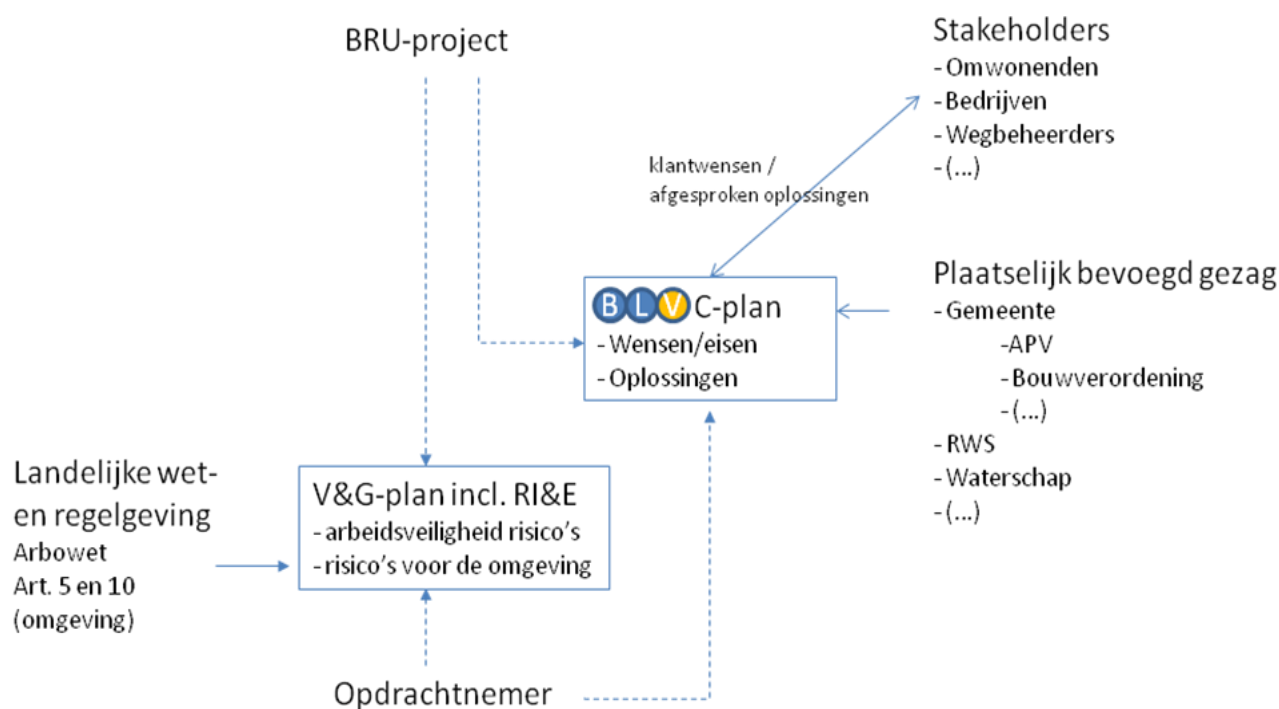 BRU-project
Stakeholders
- Omwonenden
- Bedrijven
- Wegbeheerders
- (...)
klantwensen /
afgesproken oplossingen
BLV C-plan
- Wensen/eisen
- Oplossingen
Plaatselijk bevoegd gezag
- Gemeente
- APV
- Bouwverordening
- (...)
- RWS
- Waterschap
- (...)
Landelijke wet-
en regelgeving
Arbowet
Art. 5 en 10
(omgeving)
V&G-plan incl. RI&E
- arbeidsveiligheid risico's
- risico's voor de omgeving
Opdrachtnemer